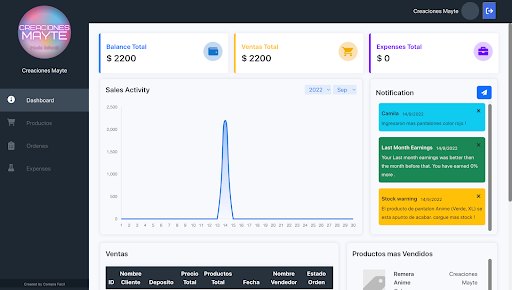 CREACIONES
MAYTE
Creaciones Mayte
Creaciones Mayte
Dashboard
Productos
Ordenes
Expenses
Created by Contara Facil
Balance Total
$ 2200
Ventas Total
$ 2200
Expenses Total
$ 0
Sales Activity
2022
Sep
2,500
2,000
1,500
1,000
500
0
1 2 3 4 5 6 7 8 9 10 11 12 13 14 15 16 17 18 19 20 21 22 23 24 25 26 27 28 29 30
Notification
Camila 14/9/2022
Ingresaron mas pantalones color rojo !
Last Month Earnings 14/9/2022
Your Last month earnings was better then
the month before that. You have earned 0%
more .
Stock warning 14/9/2022
El producto de pantalon Anime (Verde, XL) se
esta apunto de acabar, cargue mas stock !
Ventas
ID
Nombre
Cliente
Deposito
Precio
Total
Productos
Total
Fecha
Nombre
Vendedor
Estado
Orden
Productos mas Vendidos
Remera
Anime
Creaciones
Mayte